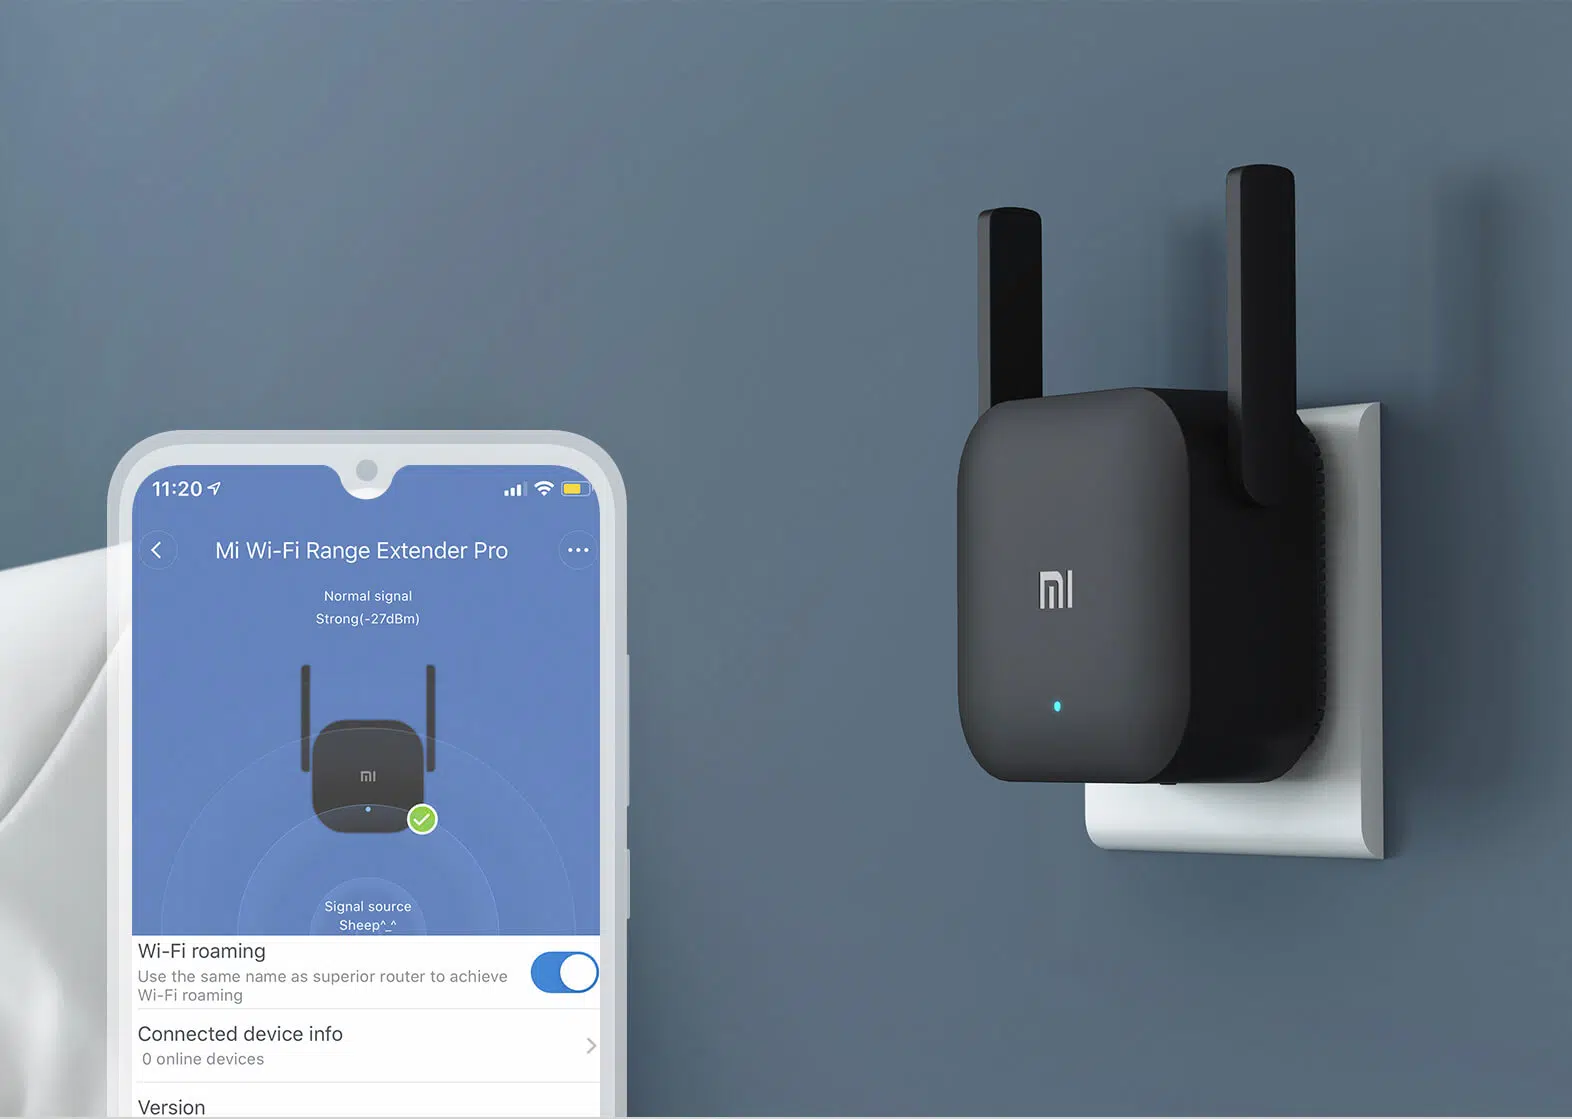 11:20
Mi Wi-Fi Range Extender Pro
Normal signal
Strong(-27dBm)
mi
Signal source
Sheep^_^
Wi-Fi roaming
Use the same name as superior router to achieve
Wi-Fi roaming
Connected device info
0 online devices
Version
mi